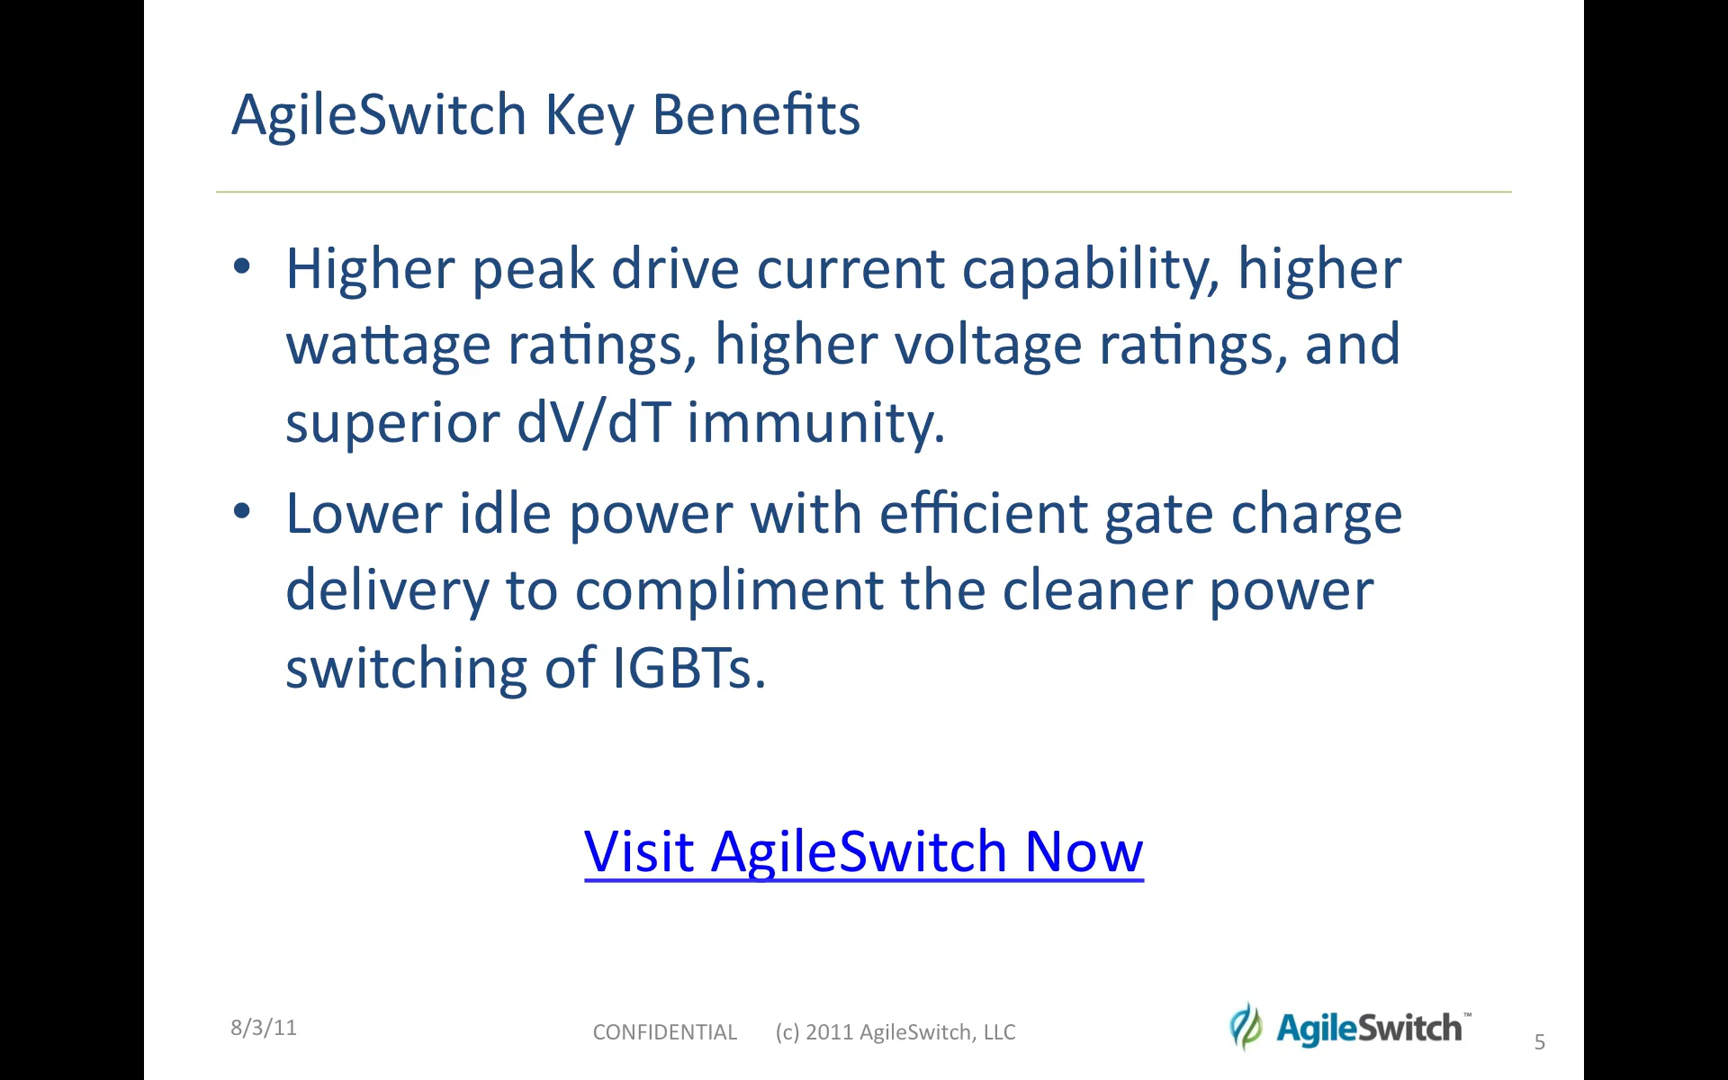 AgileSwitch Key Benefits
• Higher peak drive current capability, higher
wattage ratings, higher voltage ratings, and
superior dV/dT immunity.
• Lower idle power with efficient gate charge
delivery to compliment the cleaner power
switching of IGBTs.
Visit AgileSwitch Now
8/3/11
CONFIDENTIAL (c) 2011 AgileSwitch, LLC
AgileSwitch™
5